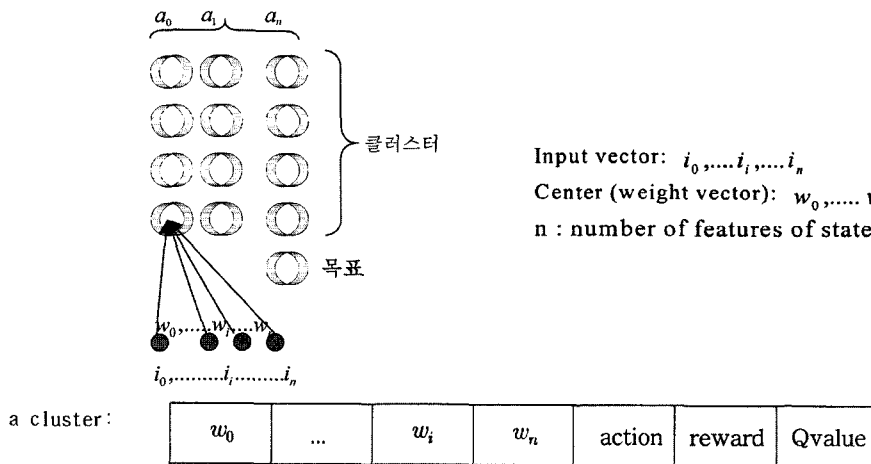 a₀ a₁ aₙ
클러스터
Input vector: i₀,....iᵢ,....iₙ
Center (weight vector): w₀,.....
n : number of features of state
목표
w₀,.....wᵢ....w
i₀,.........iᵢ.........iₙ
a cluster: w₀ ... wᵢ wₙ action reward Qvalue